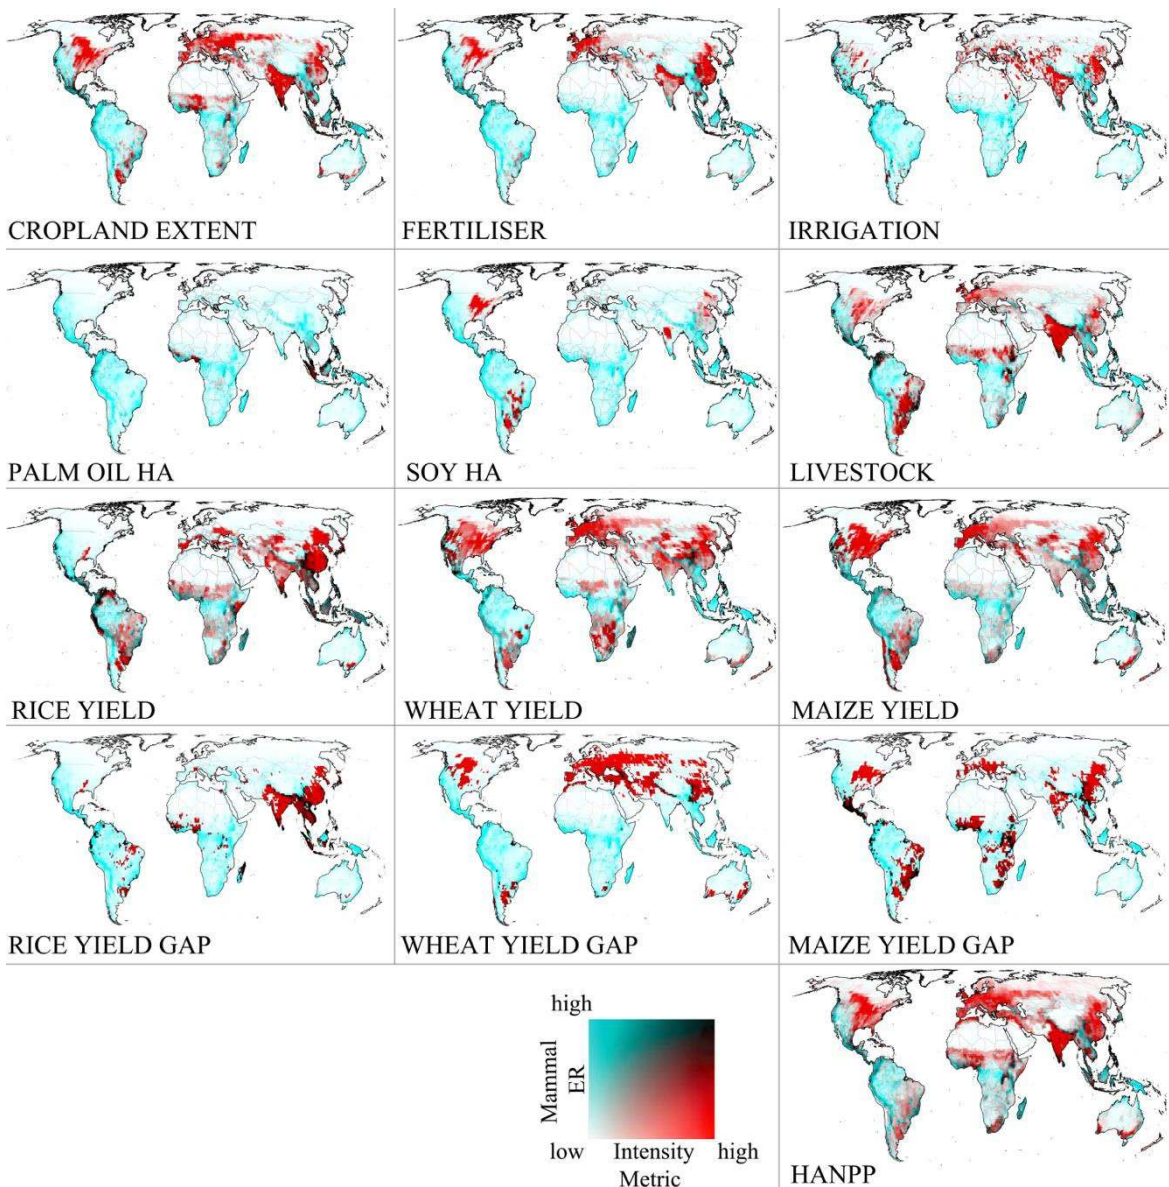 CROPLAND EXTENT
FERTILISER
IRRIGATION
PALM OIL HA
SOY HA
LIVESTOCK
RICE YIELD
WHEAT YIELD
MAIZE YIELD
RICE YIELD GAP
WHEAT YIELD GAP
MAIZE YIELD GAP
high
Mammal
ER
low
Intensity
high
Metric
HANPP